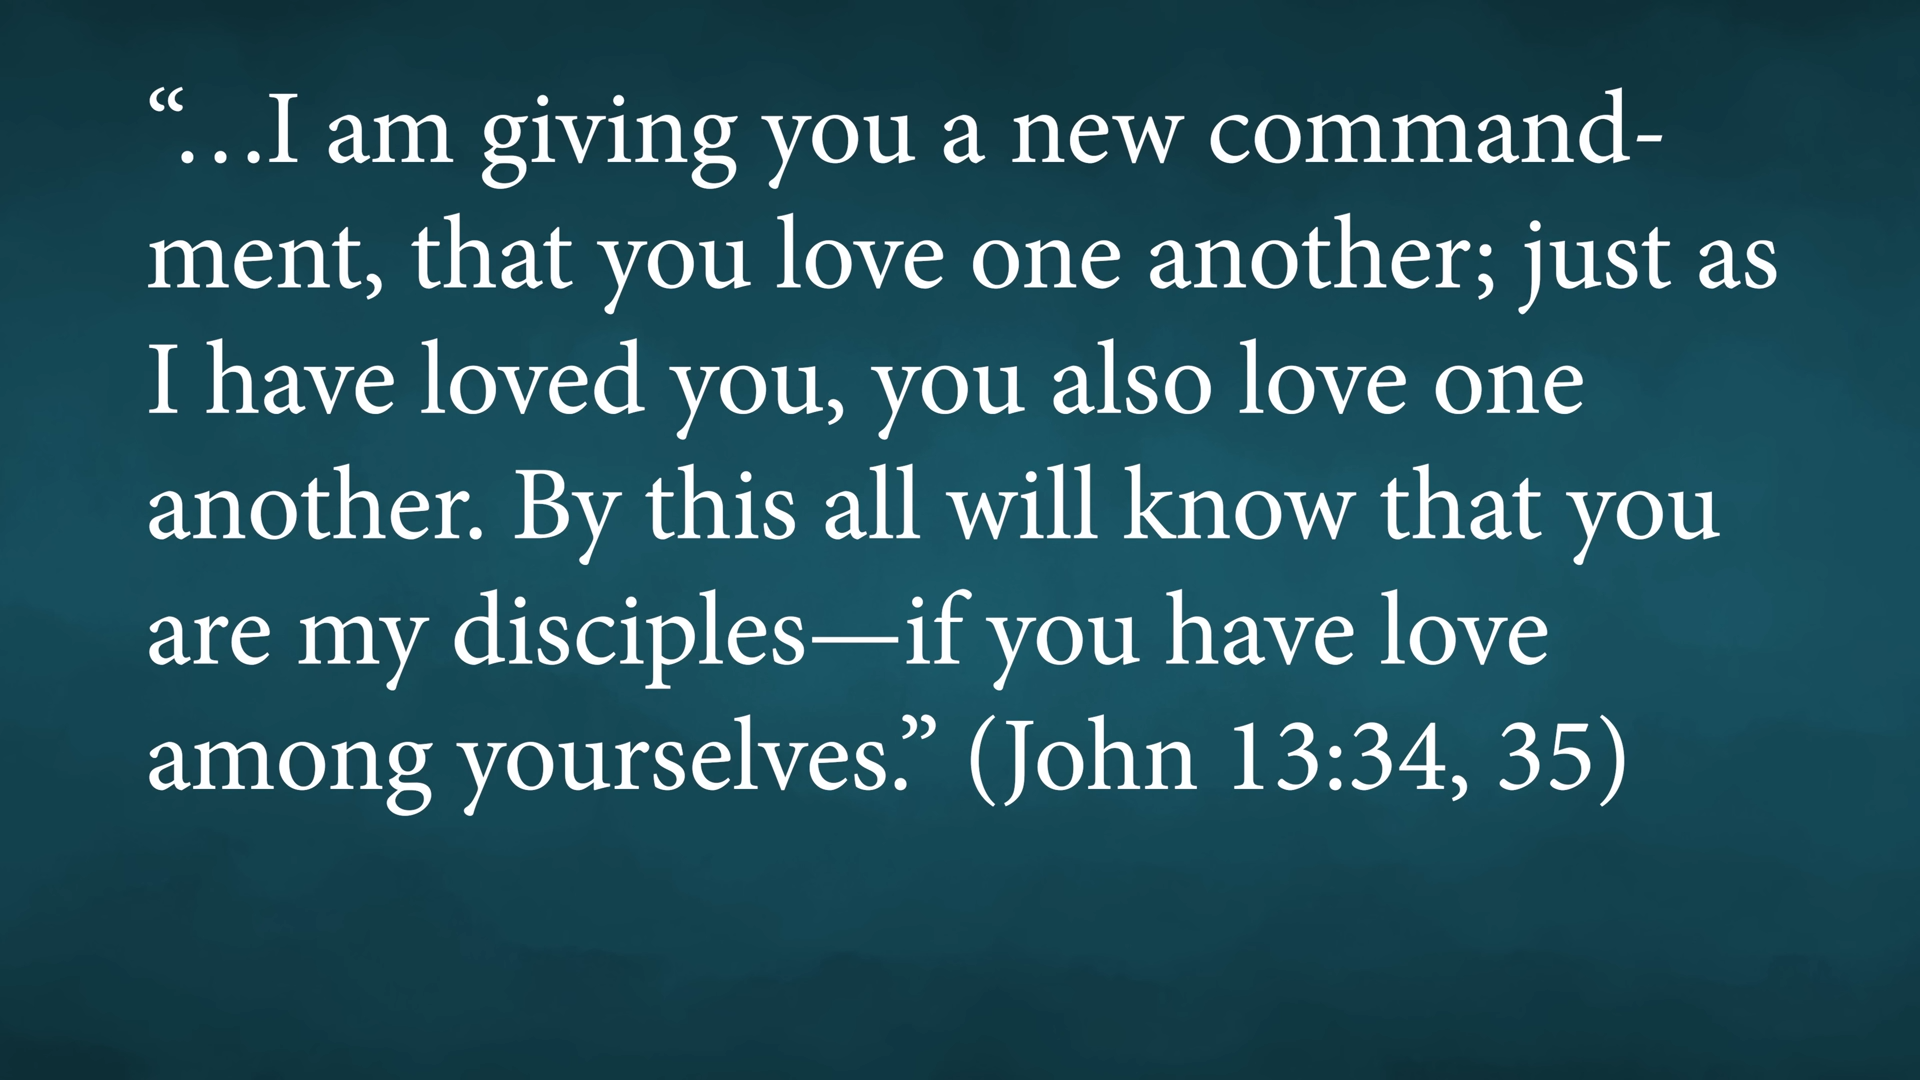 “…I am giving you a new command-
ment, that you love one another; just as
I have loved you, you also love one
another. By this all will know that you
are my disciples—if you have love
among yourselves.” (John 13:34, 35)